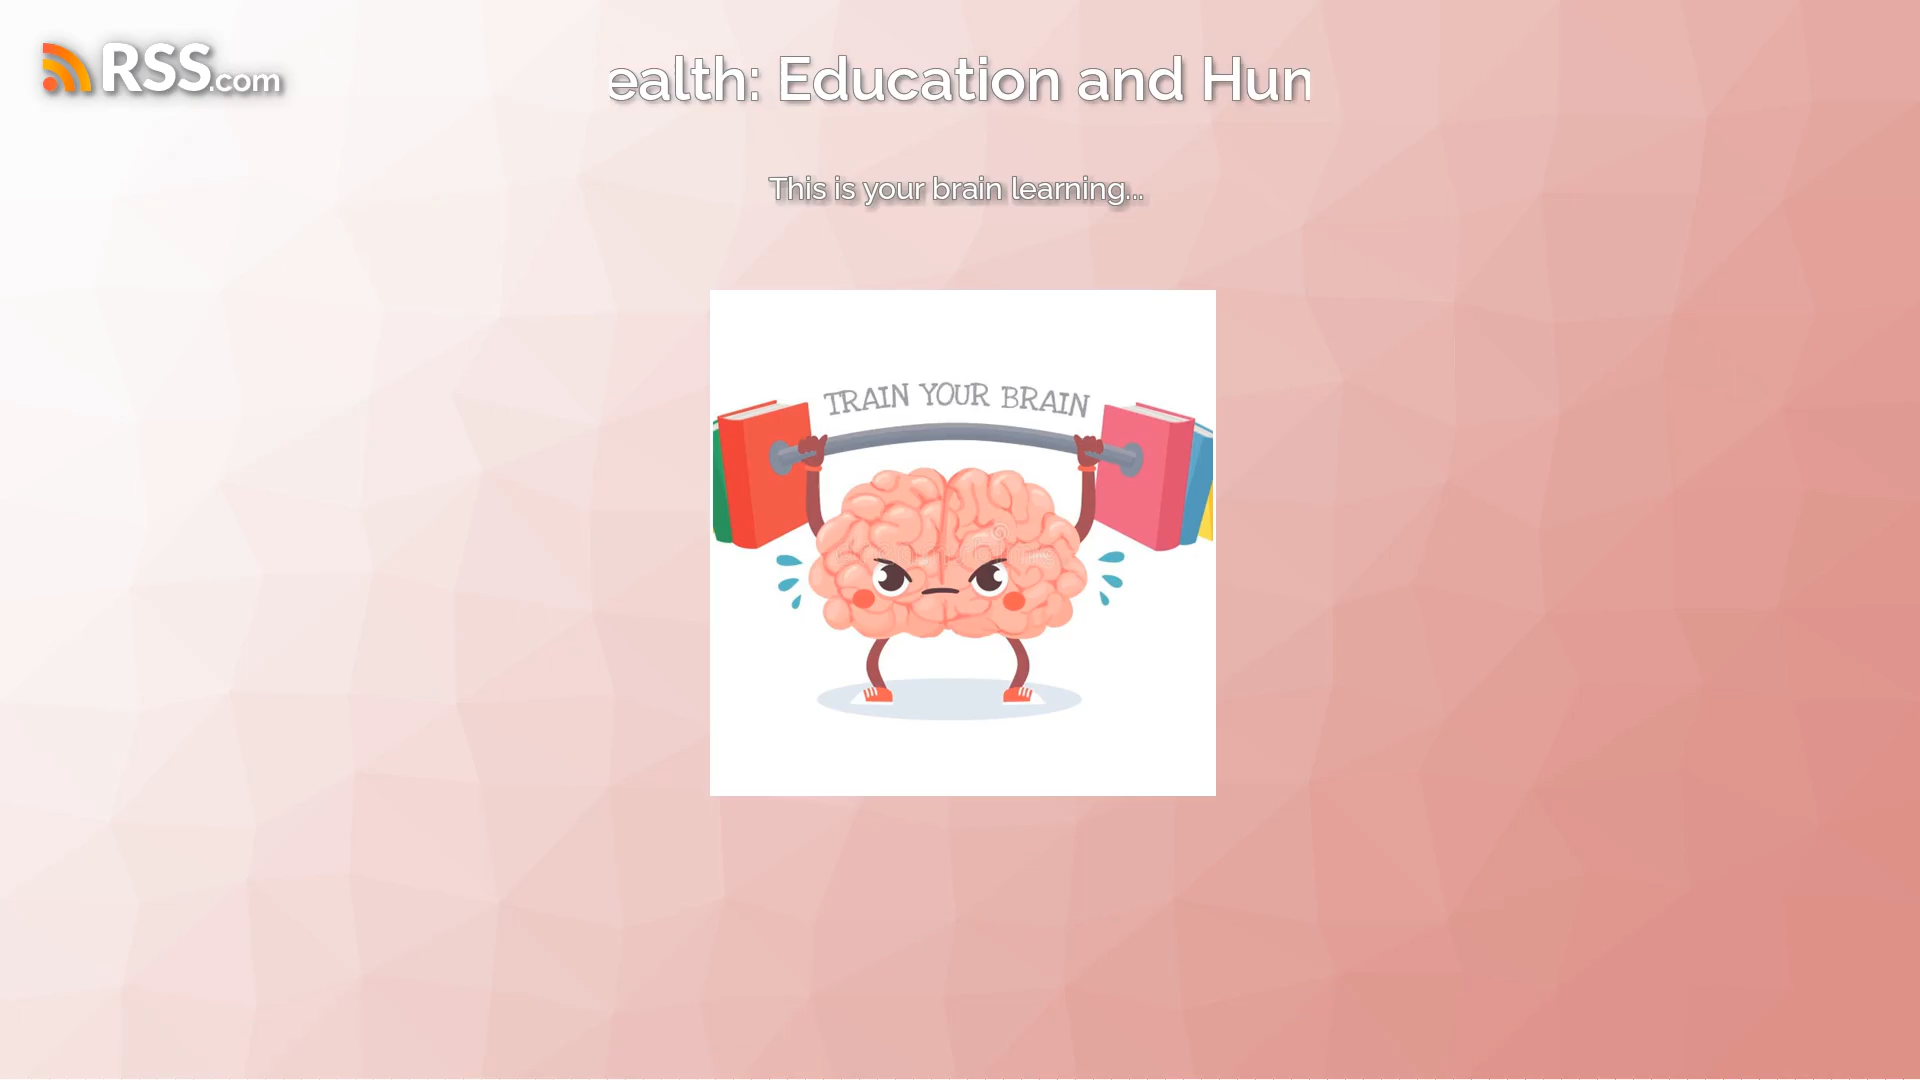 RSS.com
ealth: Education and Hun
This is your brain learning...
TRAIN YOUR BRAIN